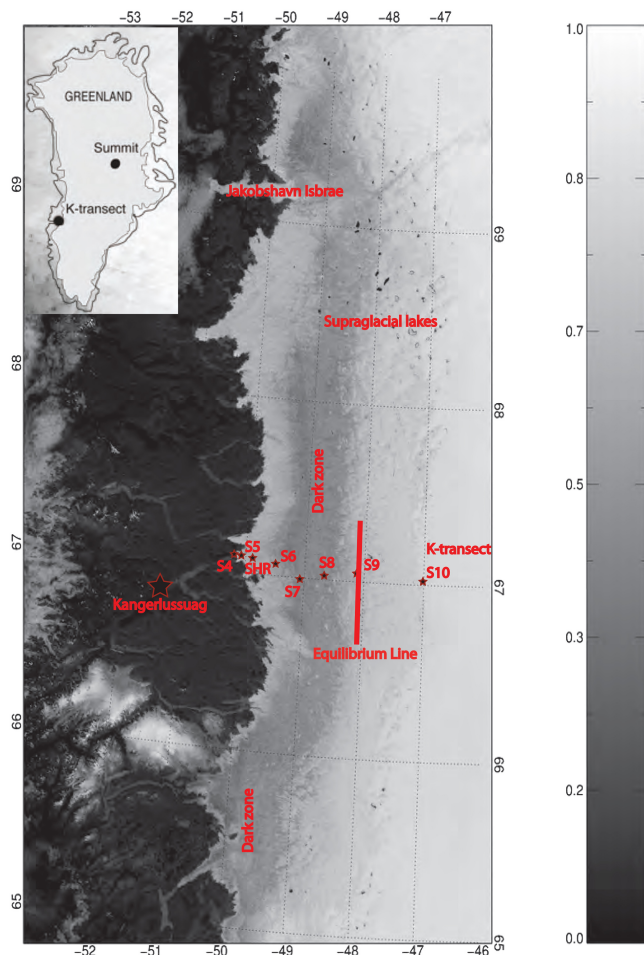 −53 −52 −51 −50 −49 −48 −47
1.0
GREENLAND
Summit
K-transect
0.8
69
Jakobshavn Isbrae
69
Supraglacial lakes
0.7
68
68
Dark zone
0.5
67
S5
S6
K-transect
S4
SHR
S8
S9
S10
67
S7
Kangerlussuag
Equilibrium Line
0.3
66
66
0.2
Dark zone
65
0.0
65
−52 −51 −50 −49 −48 −47 −46